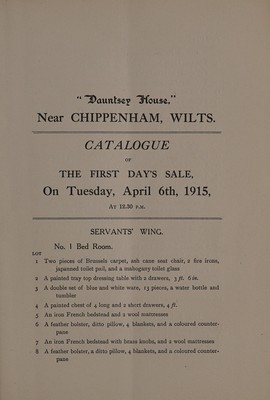 "Dauntsey House."
Near CHIPPENHAM, WILTS.
CATALOGUE
OF
THE FIRST DAY'S SALE,
On Tuesday, April 6th, 1915,
AT 12.30 P.M.
SERVANTS' WING.
No. 1 Bed Room.
LOT
1 Two pieces of Brussels carpet, ash cane seat chair, 2 fire irons,
japanned toilet pail, and a mahogany toilet glass
2 A painted tray top dressing table with 2 drawers, 3 ft. 6 in.
3 A double set of blue and white ware, 13 pieces, a water bottle and
tumbler
4 A painted chest of 4 long and 2 short drawers, 4 ft.
5 An iron French bedstead and 2 wool mattresses
6 A feather bolster, ditto pillow, 4 blankets, and a coloured counter-
pane
7 An iron French bedstead with brass knobs, and 2 wool mattresses
8 A feather bolster, a ditto pillow, 4 blankets, and a coloured counter-
pane